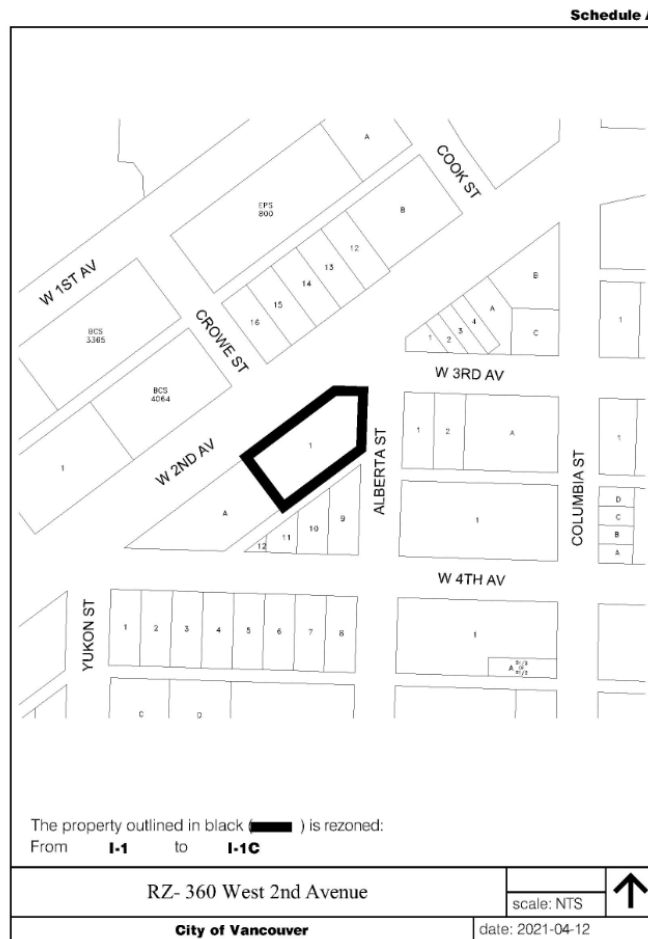 Schedule A
A
COOK ST
EPS
800
B
12
13
14
15
16
W 1ST AV
CROWE ST
B
A
4
3
2
1
C
1
BCS
3385
W 3RD AV
BCS
4064
1
W 2ND AV
1
ALBERTA ST
1
2
A
COLUMBIA ST
1
A
9
10
11
12
1
D
C
B
A
W 4TH AV
YUKON ST
1
2
3
4
5
6
7
8
1
A
C
D
The property outlined in black ( ) is rezoned:
From I-1 to I-1C
RZ- 360 West 2nd Avenue
scale: NTS
City of Vancouver
date: 2021-04-12